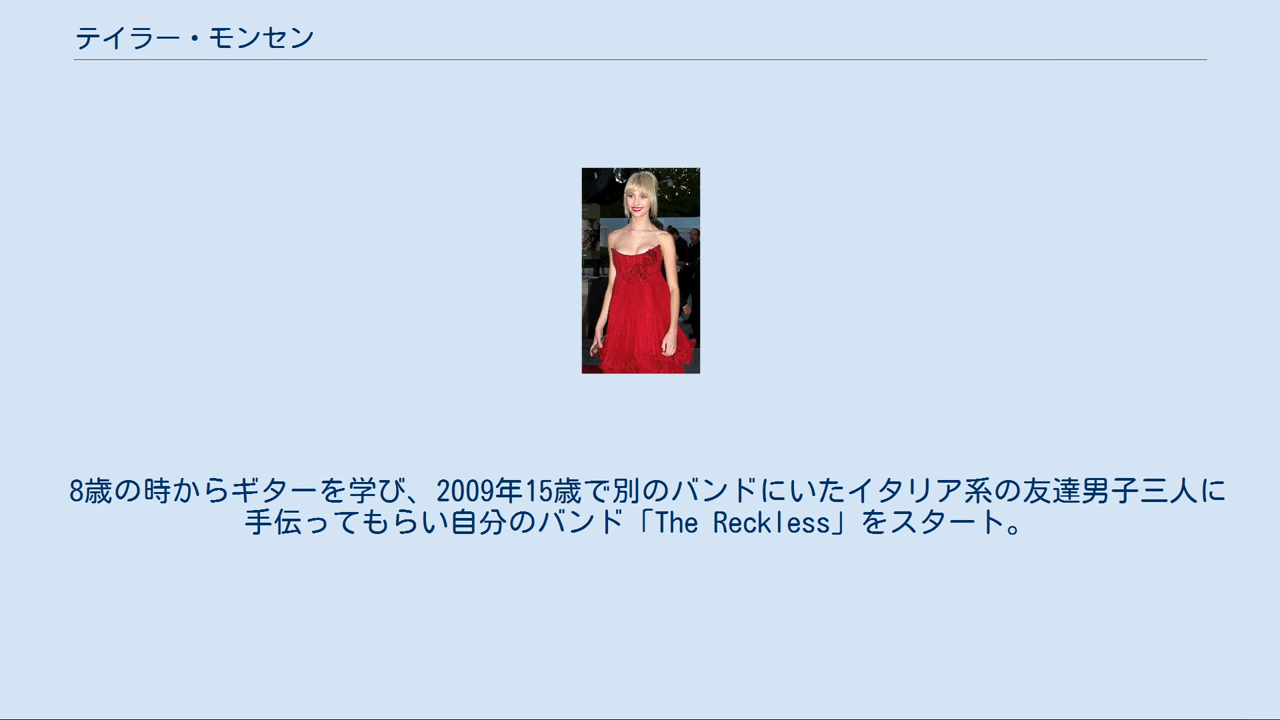 テイラー・モンセン
8歳の時からギターを学び、2009年15歳で別のバンドにいたイタリア系の友達男子三人に
手伝ってもらい自分のバンド「The Reckless」をスタート。